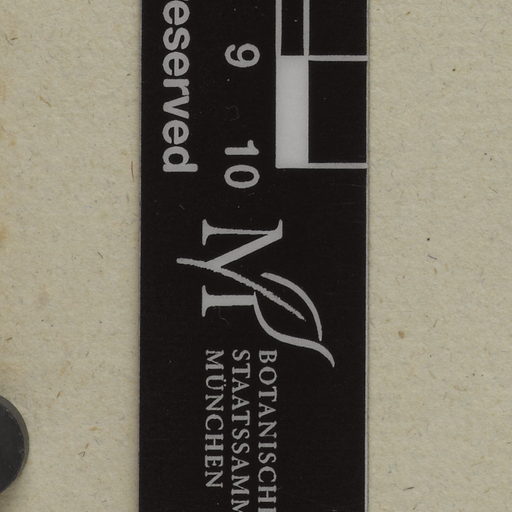 eserved
9 10
M
BOTANISCHE
STAATSSAMM
MÜNCHEN